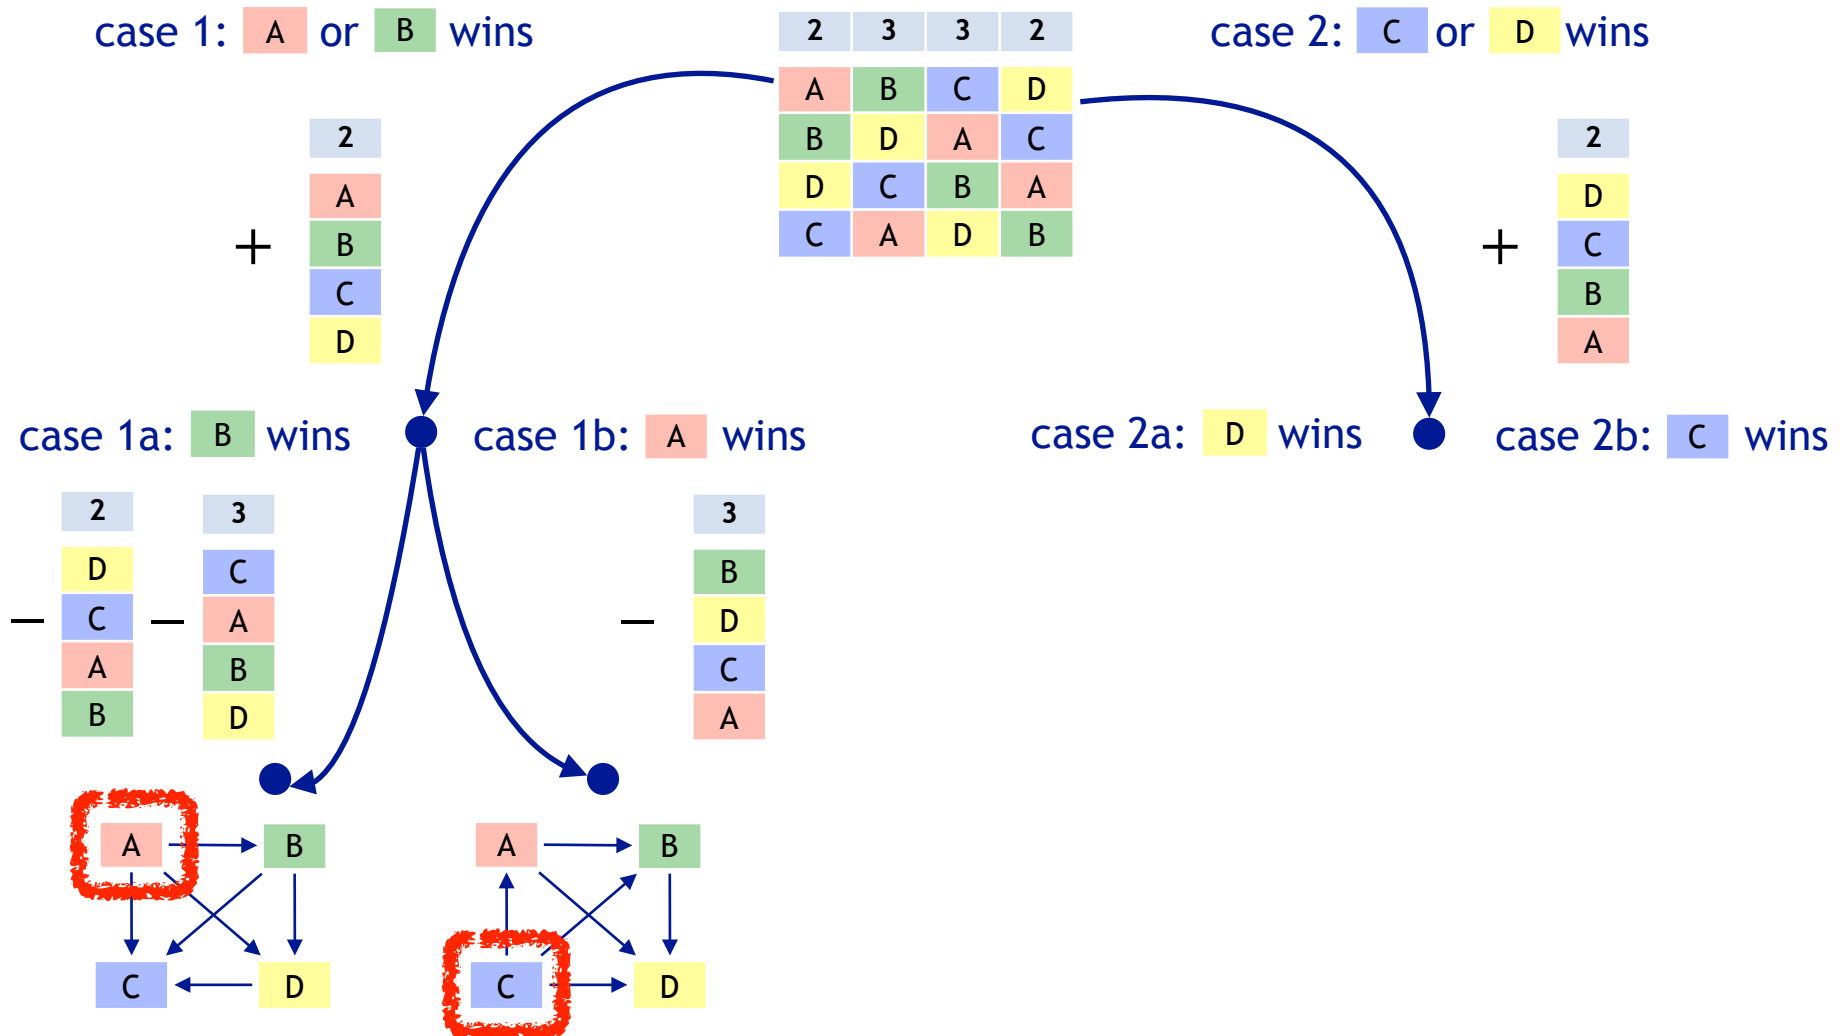 case 1: A or B wins
2 3 3 2
A B C D
B D A C
D C B A
C A D B
case 2: C or D wins
2
A
+ B
C
D
2
D
+ C
B
A
case 1a: B wins
case 1b: A wins
case 2a: D wins
case 2b: C wins
2
D
– C
A
B
3
C
– A
B
D
3
B
– D
C
A
A B
C D
A B
C D